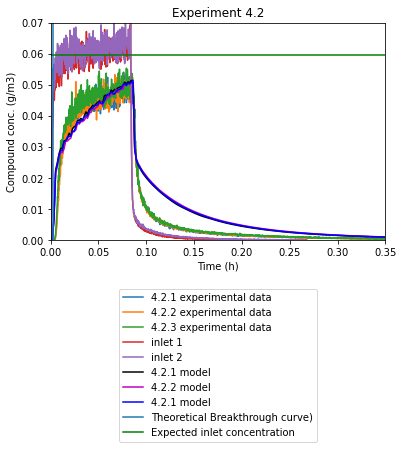 Experiment 4.2
Compound conc. (g/m3)
0.07
0.06
0.05
0.04
0.03
0.02
0.01
0.00
0.00 0.05 0.10 0.15 0.20 0.25 0.30 0.35
Time (h)
4.2.1 experimental data
4.2.2 experimental data
4.2.3 experimental data
inlet 1
inlet 2
4.2.1 model
4.2.2 model
4.2.1 model
Theoretical Breakthrough curve)
Expected inlet concentration